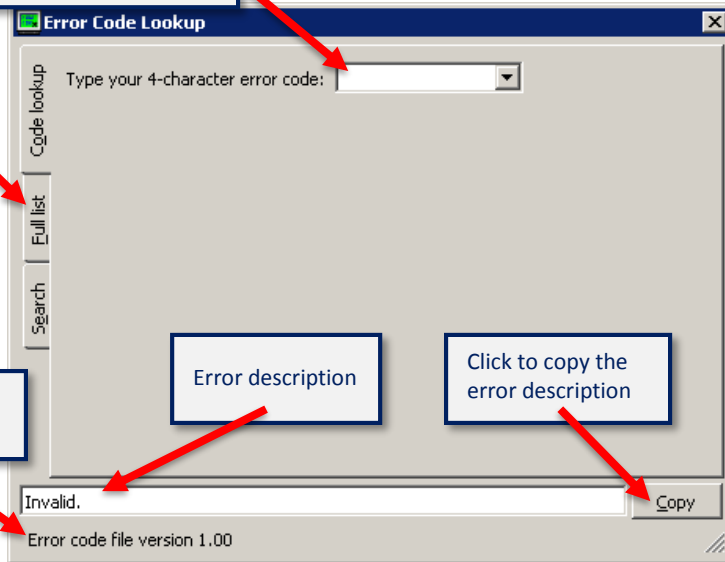 Error Code Lookup
Code lookup
Type your 4-character error code:
Full list
Search
Error description
Click to copy the
error description
Invalid.
Copy
Error code file version 1.00